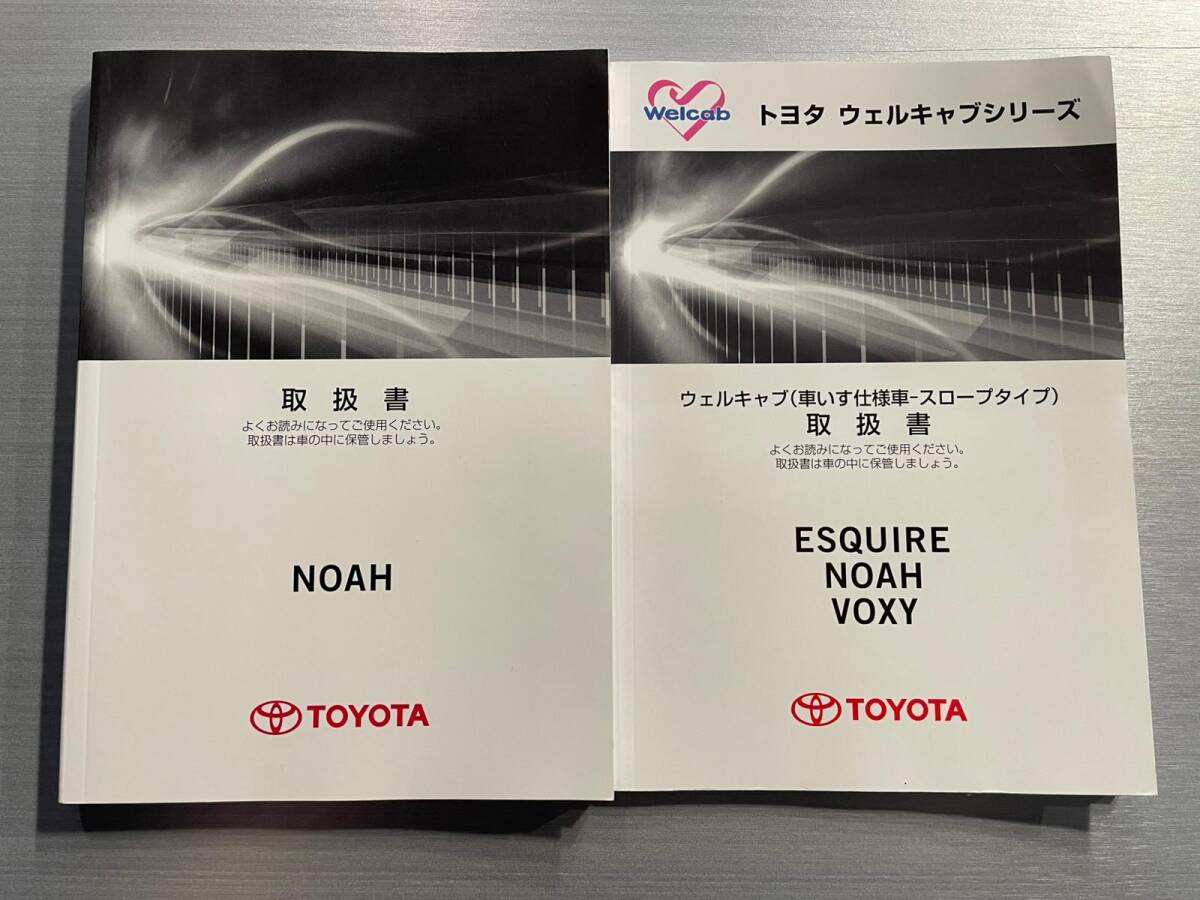 取扱書
よくお読みになってご使用ください。
取扱書は車の中に保管しましょう。
NOAH
TOYOTA
Welcab
トヨタ ウェルキャブシリーズ
ウェルキャブ(車いす仕様車-スロープタイプ)
取扱書
よくお読みになってご使用ください。
取扱書は車の中に保管しましょう。
ESQUIRE
NOAH
VOXY
TOYOTA